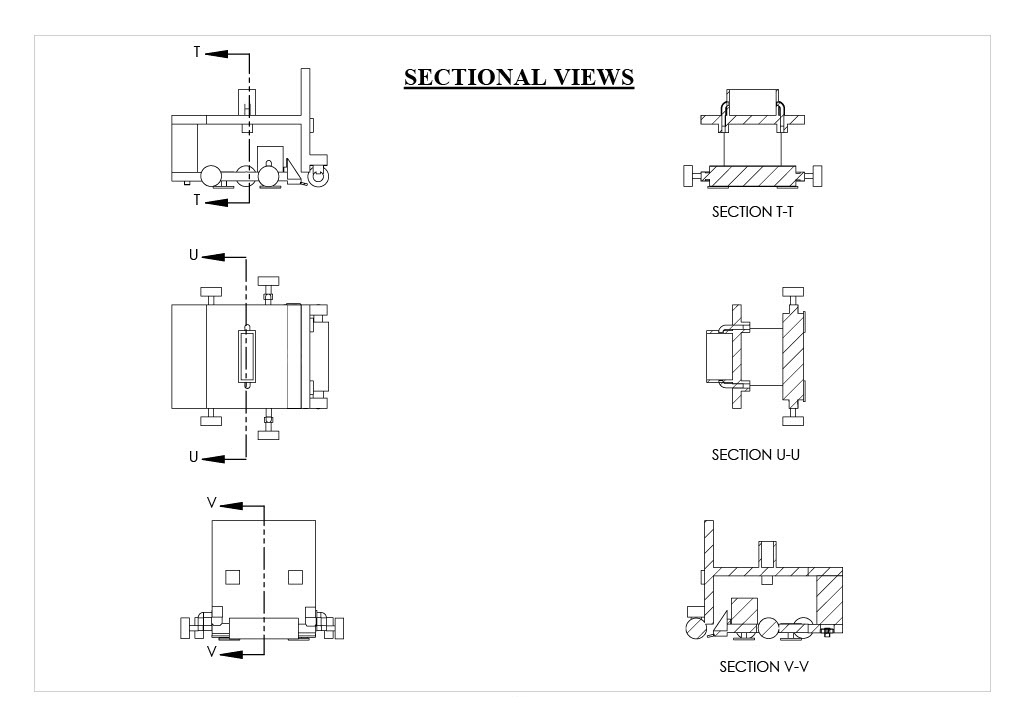 T
SECTIONAL VIEWS
T
SECTION T-T
U
U
SECTION U-U
V
V
SECTION V-V